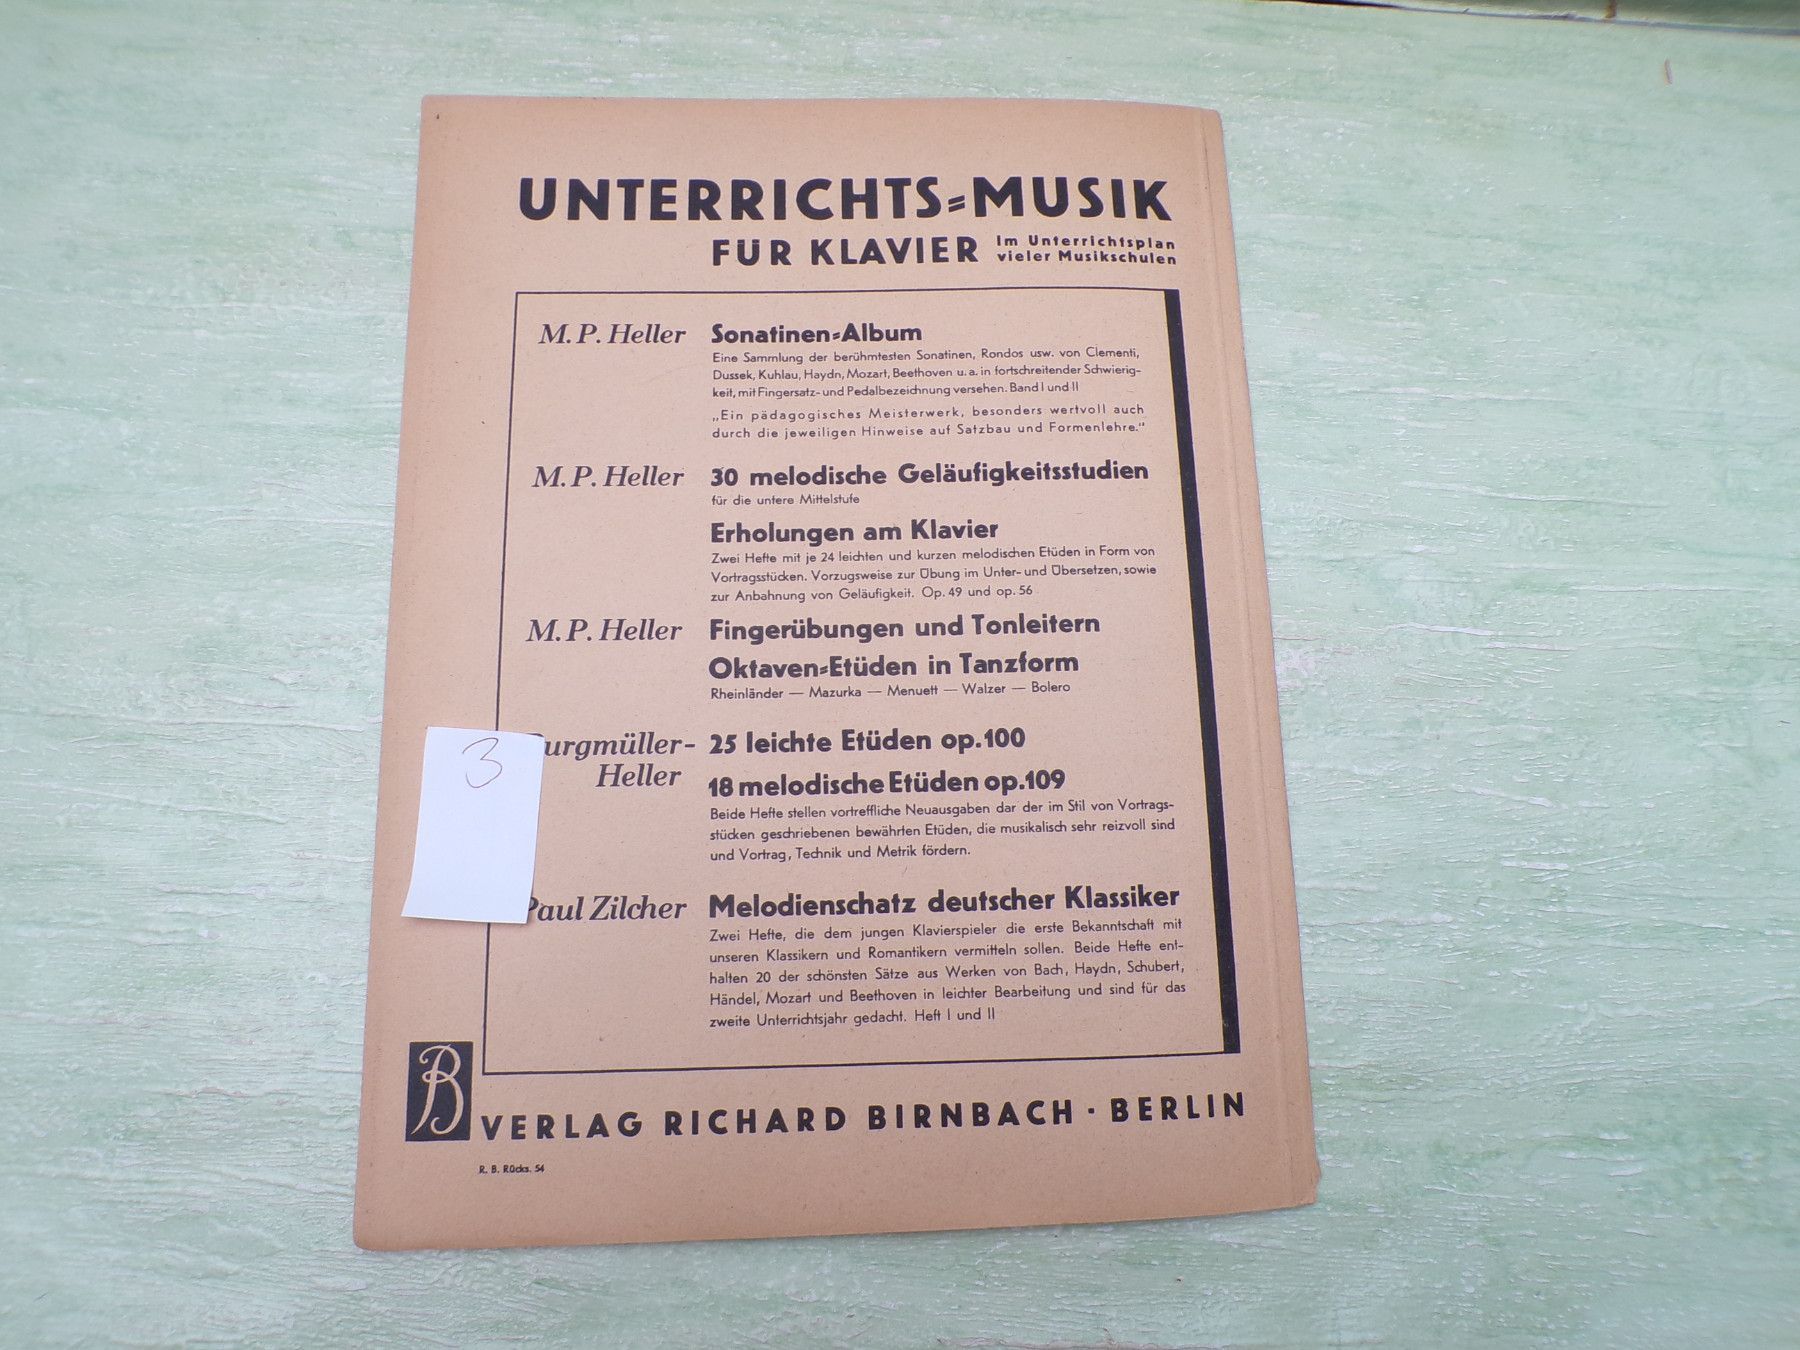 UNTERRICHTS=MUSIK
FÜR KLAVIER Im Unterrichtsplan
vieler Musikschulen
M. P. Heller Sonatinen=Album
Eine Sammlung der berühmtesten Sonatinen, Rondos usw. von Clementi,
Dussek, Kuhlau, Haydn, Mozart, Beethoven u. a. in fortschreitender Schwierig-
keit, mit Fingersatz- und Pedalbezeichnung versehen. Band I und II
„Ein pädagogisches Meisterwerk, besonders wertvoll auch
durch die jeweiligen Hinweise auf Satzbau und Formenlehre."
M. P. Heller 30 melodische Geläufigkeitsstudien
für die untere Mittelstufe
Erholungen am Klavier
Zwei Hefte mit je 24 leichten und kurzen melodischen Etüden in Form von
Vortragsstücken. Vorzugsweise zur Übung im Unter- und Übersetzen, sowie
zur Anbahnung von Geläufigkeit. Op. 49 und op. 56
M. P. Heller Fingerübungen und Tonleitern
Oktaven=Etüden in Tanzform
Rheinländer — Mazurka — Menuett — Walzer — Bolero
3
urgmüller- 25 leichte Etüden op. 100
Heller 18 melodische Etüden op. 109
Beide Hefte stellen vortreffliche Neuausgaben dar der im Stil von Vortrags-
stücken geschriebenen bewährten Etüden, die musikalisch sehr reizvoll sind
und Vortrag, Technik und Metrik fördern.
Paul Zilcher Melodienschatz deutscher Klassiker
Zwei Hefte, die dem jungen Klavierspieler die erste Bekanntschaft mit
unseren Klassikern und Romantikern vermitteln sollen. Beide Hefte ent-
halten 20 der schönsten Sätze aus Werken von Bach, Haydn, Schubert,
Händel, Mozart und Beethoven in leichter Bearbeitung und sind für das
zweite Unterrichtsjahr gedacht. Heft I und II
B VERLAG RICHARD BIRNBACH · BERLIN
R. B. Rücks. 54